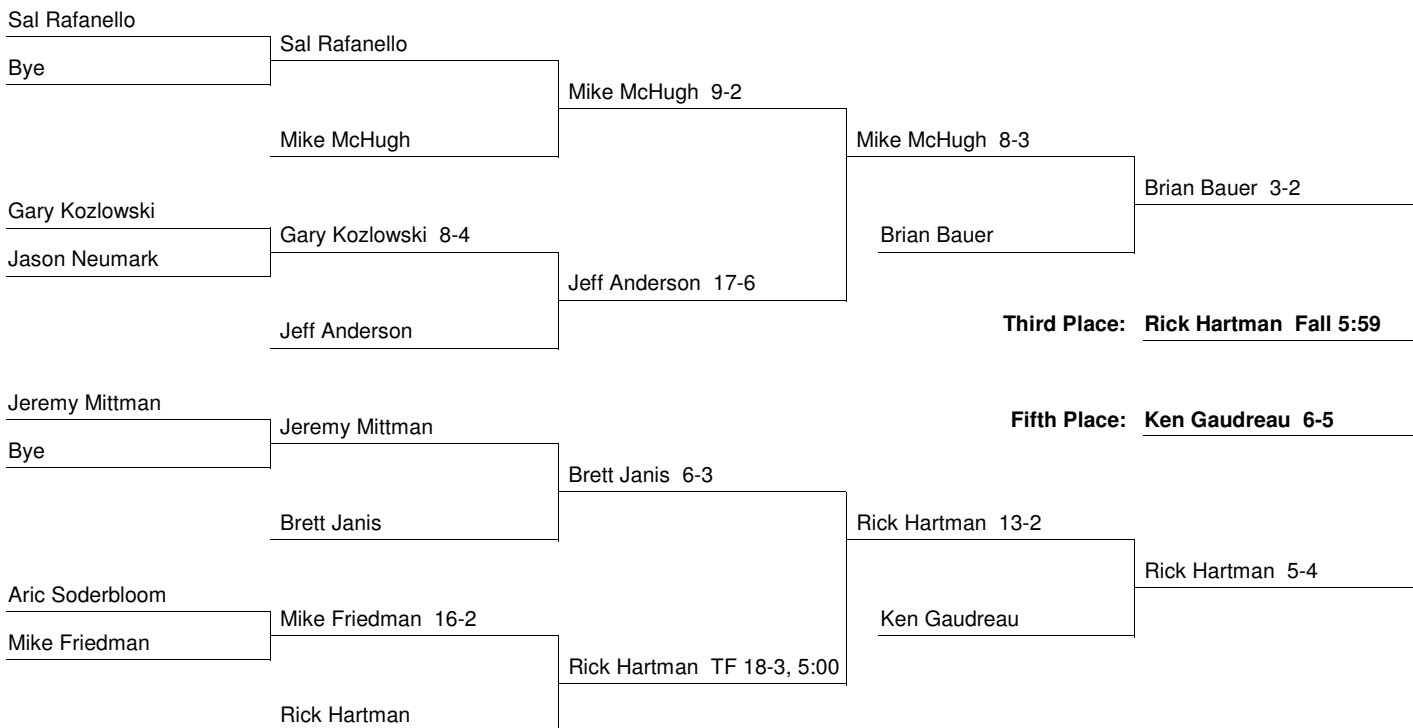 Sal Rafanello
Sal Rafanello
Bye
Mike McHugh 9-2
Mike McHugh
Mike McHugh 8-3
Brian Bauer 3-2
Gary Kozlowski
Gary Kozlowski 8-4
Brian Bauer
Jason Neumark
Jeff Anderson 17-6
Jeff Anderson
Third Place: Rick Hartman Fall 5:59
Jeremy Mittman
Jeremy Mittman
Fifth Place: Ken Gaudreau 6-5
Bye
Brett Janis 6-3
Brett Janis
Rick Hartman 13-2
Rick Hartman 5-4
Aric Soderbloom
Mike Friedman 16-2
Ken Gaudreau
Mike Friedman
Rick Hartman TF 18-3, 5:00
Rick Hartman